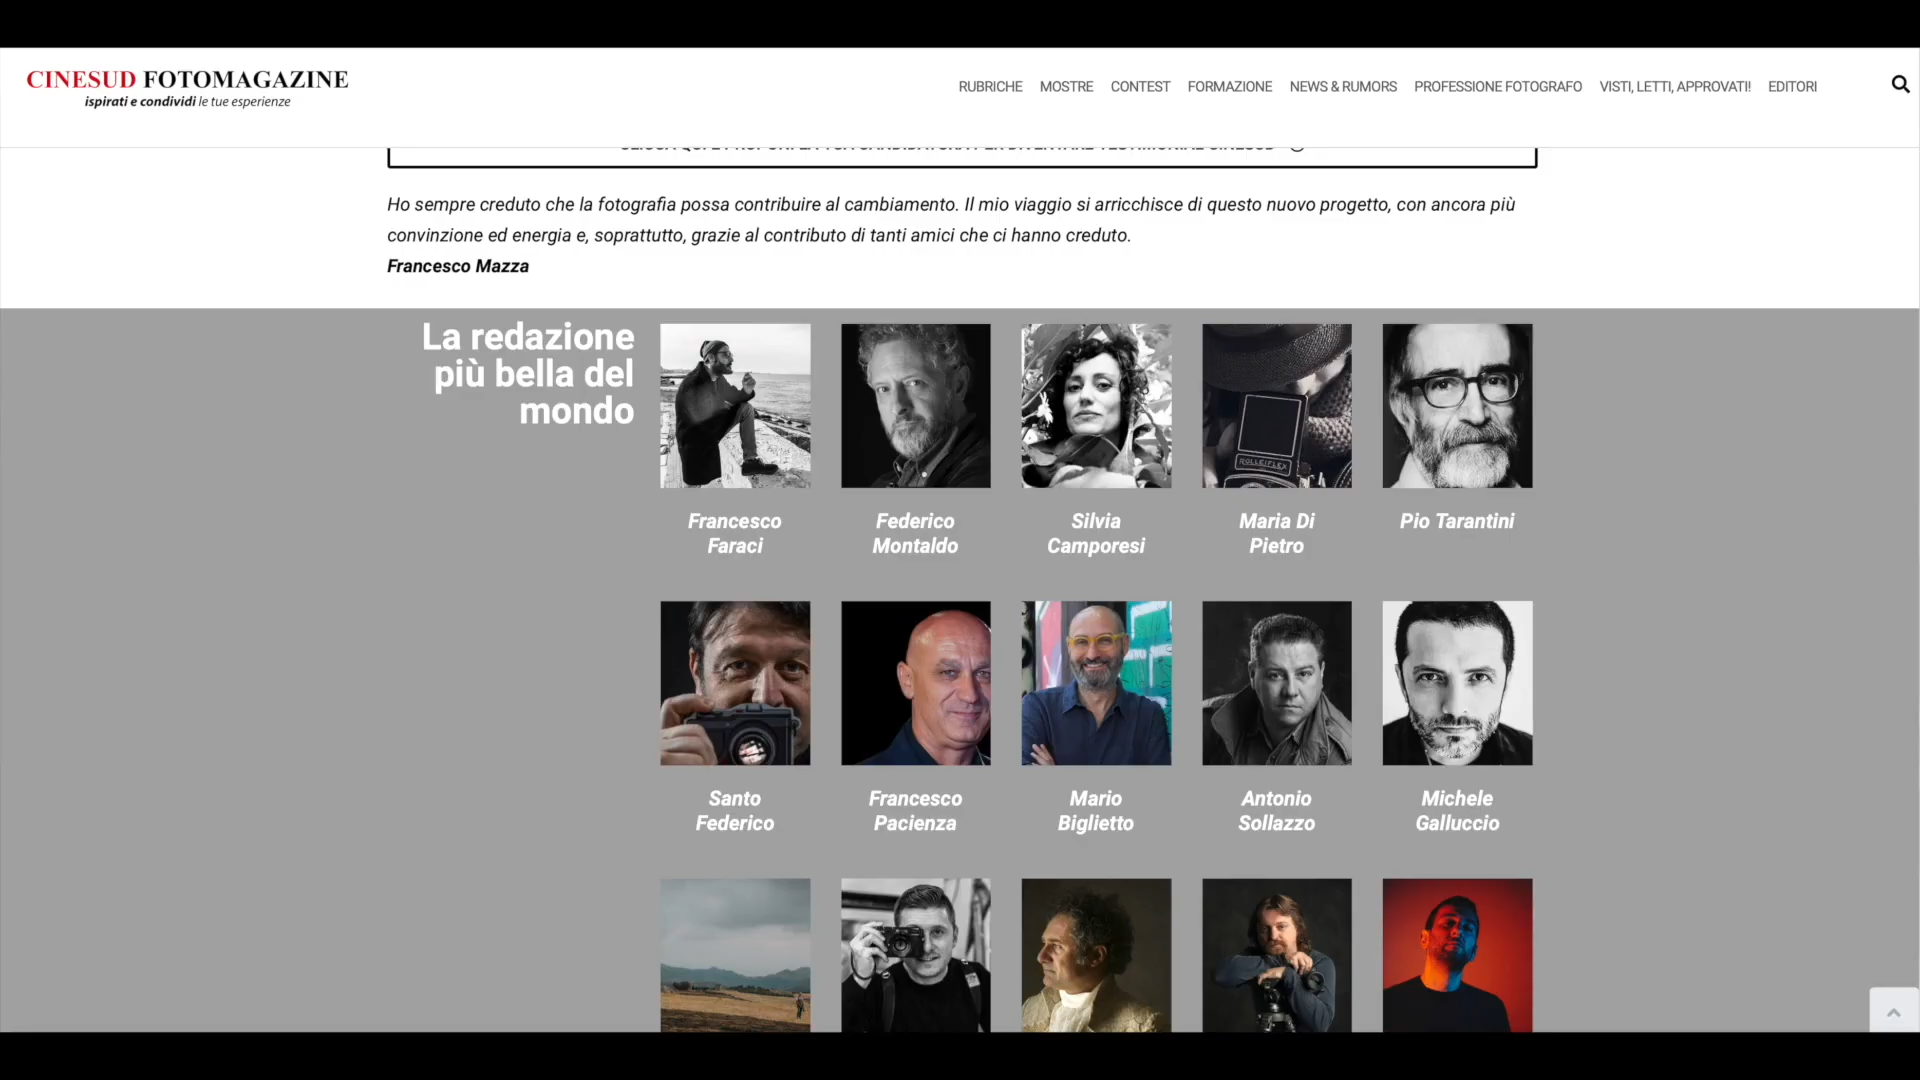 CINESUD FOTOMAGAZINE
ispirati e condividi le tue esperienze
RUBRICHE MOSTRE CONTEST FORMAZIONE NEWS & RUMORS PROFESSIONE FOTOGRAFO VISTI, LETTI, APPROVATI! EDITORI
Ho sempre creduto che la fotografia possa contribuire al cambiamento. Il mio viaggio si arricchisce di questo nuovo progetto, con ancora più
convinzione ed energia e, soprattutto, grazie al contributo di tanti amici che ci hanno creduto.
Francesco Mazza
La redazione
più bella del
mondo
ROLLEIFLEX
Francesco
Faraci
Federico
Montaldo
Silvia
Camporesi
Maria Di
Pietro
Pio Tarantini
Santo
Federico
Francesco
Pacienza
Mario
Biglietto
Antonio
Sollazzo
Michele
Galluccio